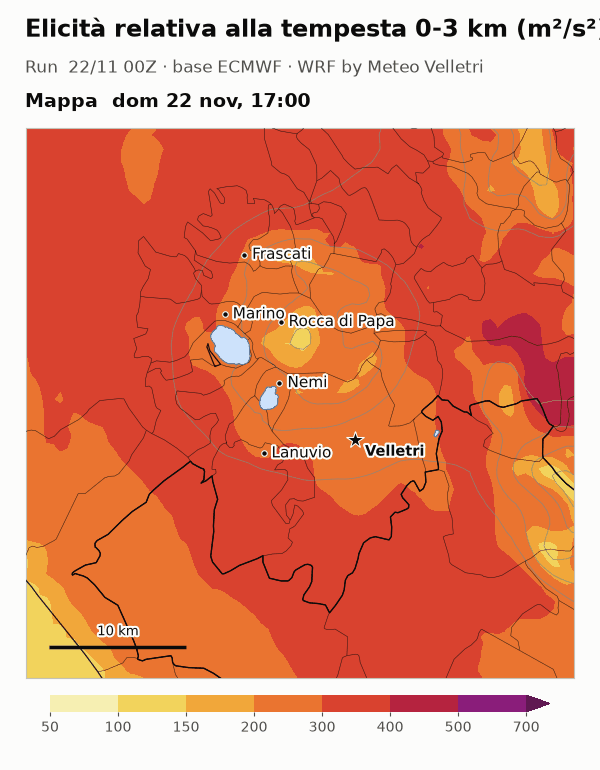 Elicità relativa alla tempesta 0-3 km (m²/s²)
Run 22/11 00Z · base ECMWF · WRF by Meteo Velletri
Mappa dom 22 nov, 17:00
Frascati
Marino
Rocca di Papa
Nemi
Velletri
Lanuvio
10 km
50 100 150 200 300 400 500 700